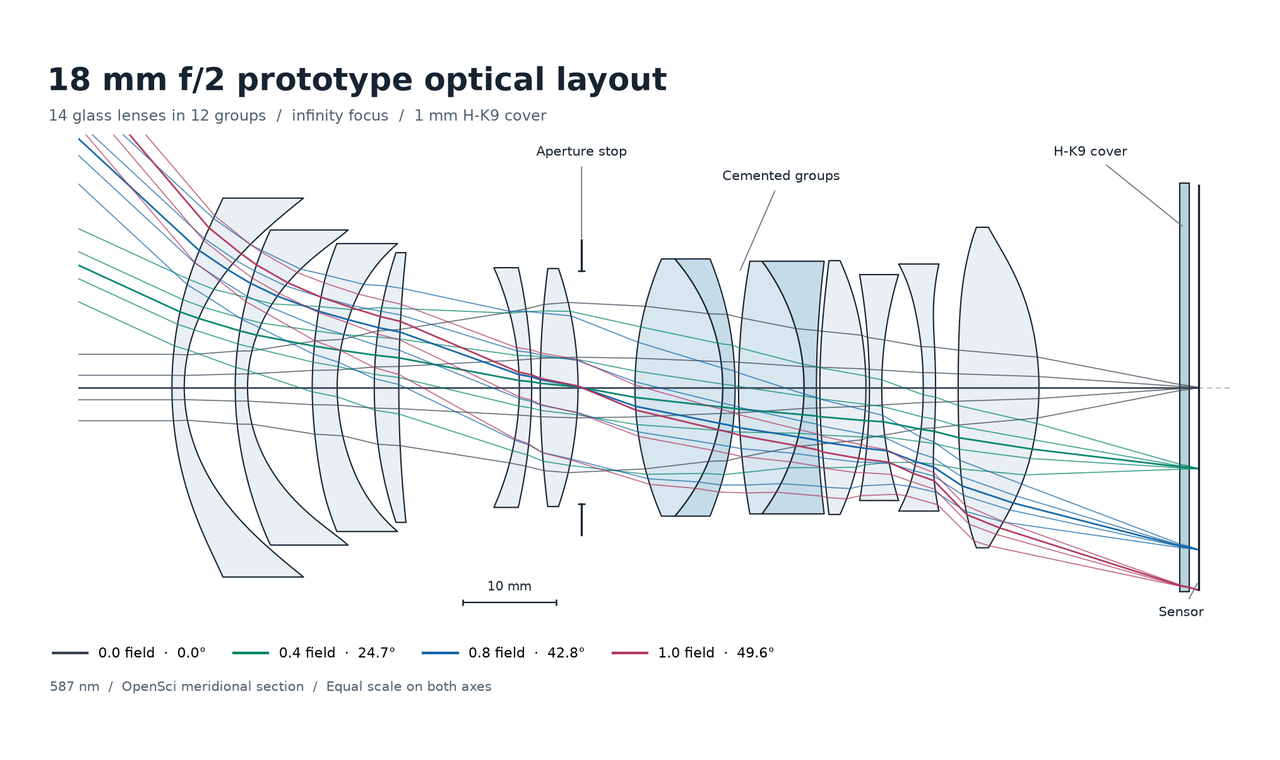 18 mm f/2 prototype optical layout
14 glass lenses in 12 groups / infinity focus / 1 mm H-K9 cover
Aperture stop
H-K9 cover
Cemented groups
10 mm
Sensor
0.0 field · 0.0°
0.4 field · 24.7°
0.8 field · 42.8°
1.0 field · 49.6°
587 nm / OpenSci meridional section / Equal scale on both axes